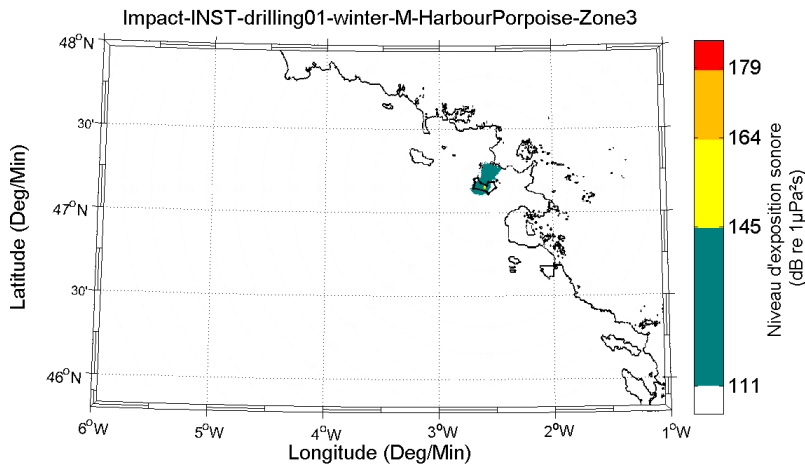 Impact-INST-drilling01-winter-M-HarbourPorpoise-Zone3
48°N
30'
47°N
30'
46°N
6°W
5°W
4°W
3°W
2°W
1°W
Latitude (Deg/Min)
Longitude (Deg/Min)
179
164
145
111
Niveau d'exposition sonore
(dB re 1µPa²s)